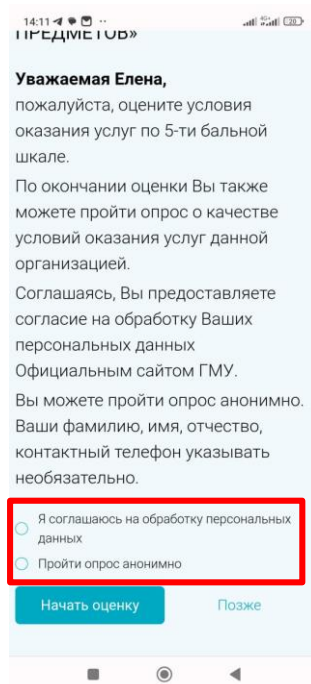 14:11
ПРЕДМЕТОВ»
Уважаемая Елена,
пожалуйста, оцените условия
оказания услуг по 5-ти бальной
шкале.
По окончании оценки Вы также
можете пройти опрос о качестве
условий оказания услуг данной
организацией.
Соглашаясь, Вы предоставляете
согласие на обработку Ваших
персональных данных
Официальным сайтом ГМУ.
Вы можете пройти опрос анонимно.
Ваши фамилию, имя, отчество,
контактный телефон указывать
необязательно.
Я соглашаюсь на обработку персональных
данных
Пройти опрос анонимно
Начать оценку Позже